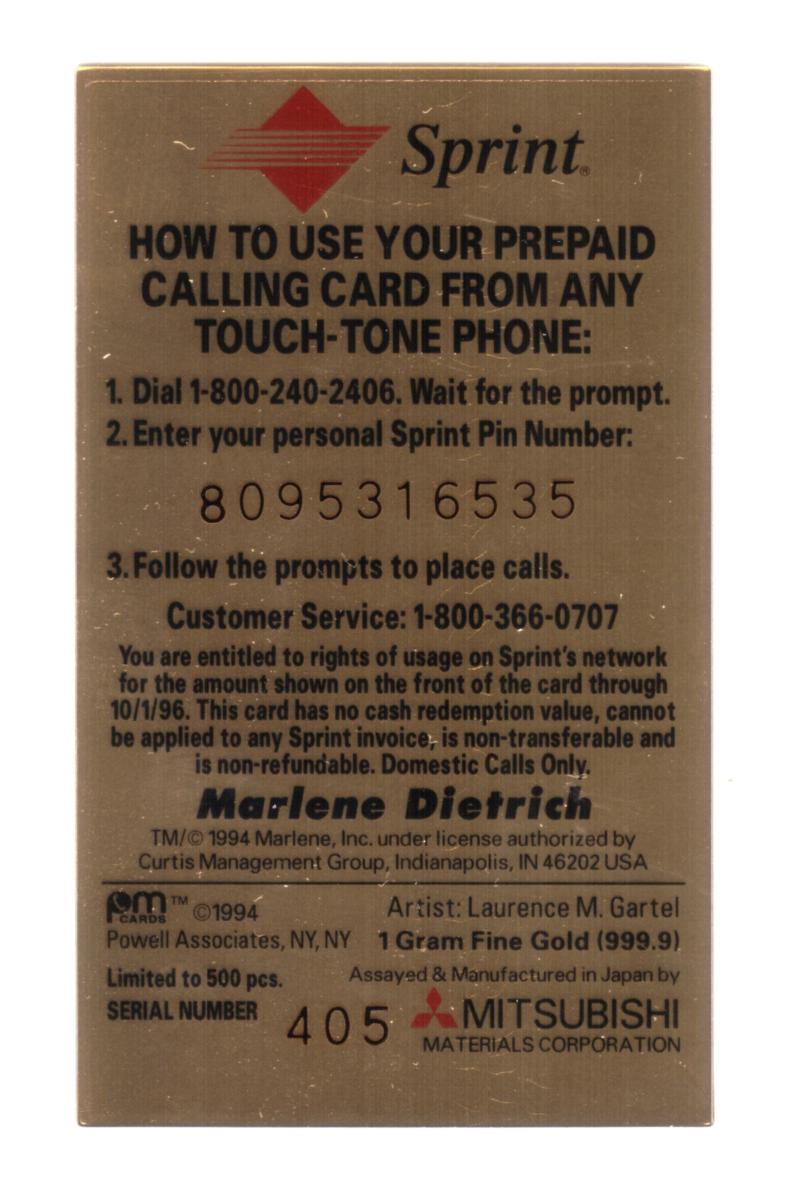 Sprint®
HOW TO USE YOUR PREPAID
CALLING CARD FROM ANY
TOUCH-TONE PHONE:
1. Dial 1-800-240-2406. Wait for the prompt.
2. Enter your personal Sprint Pin Number:
8095316535
3. Follow the prompts to place calls.
Customer Service: 1-800-366-0707
You are entitled to rights of usage on Sprint's network
for the amount shown on the front of the card through
10/1/96. This card has no cash redemption value, cannot
be applied to any Sprint invoice, is non-transferable and
is non-refundable. Domestic Calls Only.
Marlene Dietrich
TM/© 1994 Marlene, Inc. under license authorized by
Curtis Management Group, Indianapolis, IN 46202 USA
pm CARDS ™ ©1994
Powell Associates, NY, NY
Artist: Laurence M. Gartel
1 Gram Fine Gold (999.9)
Limited to 500 pcs.
SERIAL NUMBER 405
Assayed & Manufactured in Japan by
MITSUBISHI
MATERIALS CORPORATION